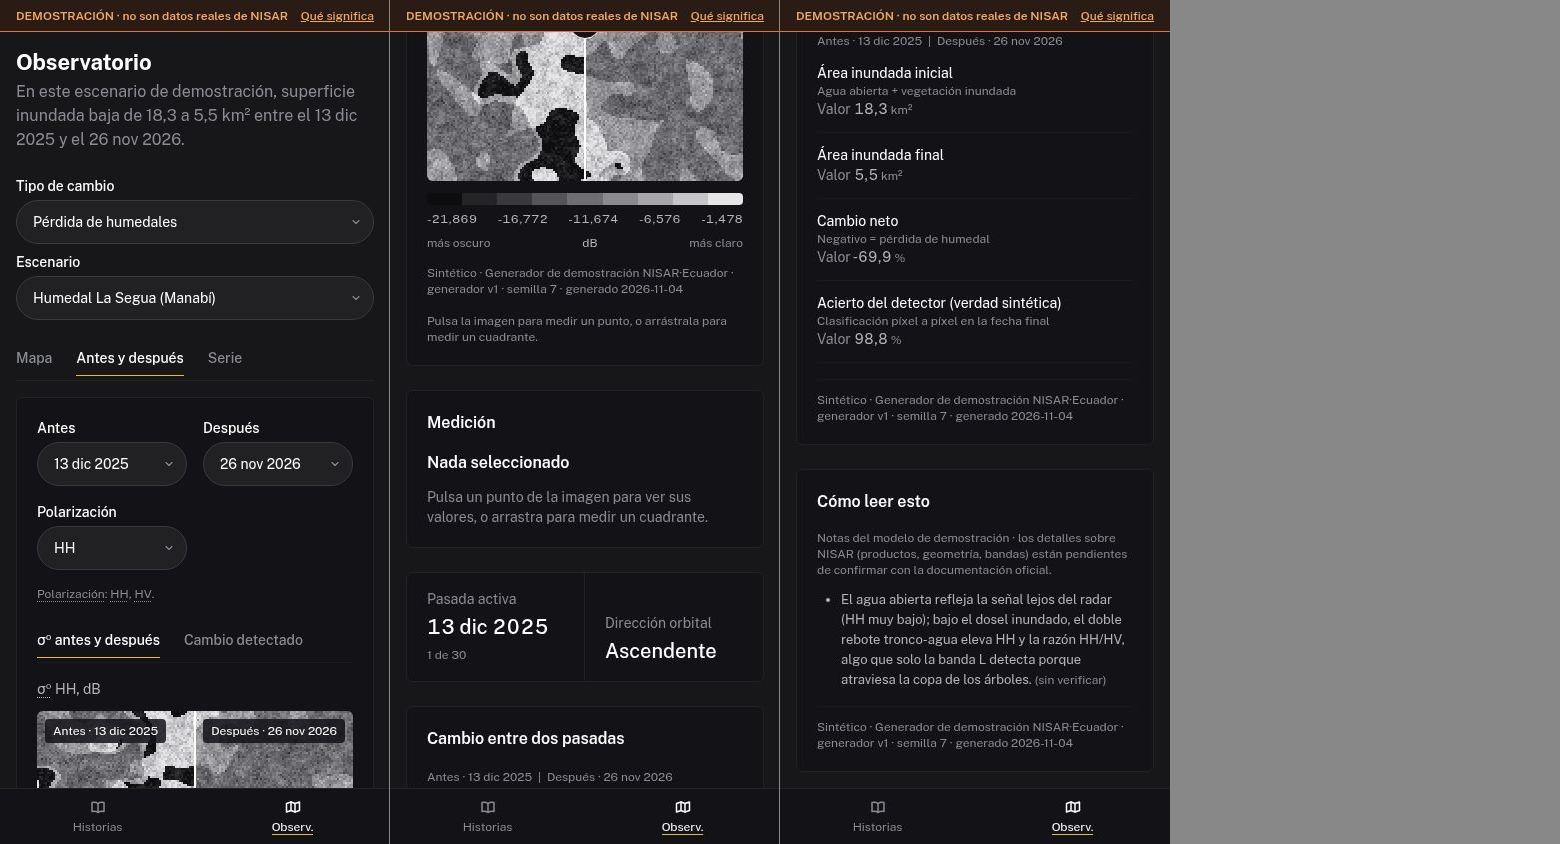 DEMOSTRACIÓN · no son datos reales de NISAR Qué significa
Observatorio
En este escenario de demostración, superficie
inundada baja de 18,3 a 5,5 km² entre el 13 dic
2025 y el 26 nov 2026.
Tipo de cambio
Pérdida de humedales
Escenario
Humedal La Segua (Manabí)
Mapa Antes y después Serie
Antes Después
13 dic 2025 26 nov 2026
Polarización
HH
Polarización: HH, HV.
σº antes y después Cambio detectado
σº HH, dB
Antes · 13 dic 2025 Después · 26 nov 2026
Historias Observ.
DEMOSTRACIÓN · no son datos reales de NISAR Qué significa
-21,869 -16,772 -11,674 -6,576 -1,478
más oscuro dB más claro
Sintético · Generador de demostración NISAR·Ecuador ·
generador v1 · semilla 7 · generado 2026-11-04
Pulsa la imagen para medir un punto, o arrástrala para
medir un cuadrante.
Medición
Nada seleccionado
Pulsa un punto de la imagen para ver sus
valores, o arrastra para medir un cuadrante.
Pasada activa
13 dic 2025
1 de 30
Dirección orbital
Ascendente
Cambio entre dos pasadas
Antes · 13 dic 2025 | Después · 26 nov 2026
Historias Observ.
DEMOSTRACIÓN · no son datos reales de NISAR Qué significa
Antes · 13 dic 2025 | Después · 26 nov 2026
Área inundada inicial
Agua abierta + vegetación inundada
Valor 18,3 km²
Área inundada final
Valor 5,5 km²
Cambio neto
Negativo = pérdida de humedal
Valor -69,9 %
Acierto del detector (verdad sintética)
Clasificación píxel a píxel en la fecha final
Valor 98,8 %
Sintético · Generador de demostración NISAR·Ecuador ·
generador v1 · semilla 7 · generado 2026-11-04
Cómo leer esto
Notas del modelo de demostración · los detalles sobre
NISAR (productos, geometría, bandas) están pendientes
de confirmar con la documentación oficial.
• El agua abierta refleja la señal lejos del radar
(HH muy bajo); bajo el dosel inundado, el doble
rebote tronco-agua eleva HH y la razón HH/HV,
algo que solo la banda L detecta porque
atraviesa la copa de los árboles. (sin verificar)
Sintético · Generador de demostración NISAR·Ecuador ·
generador v1 · semilla 7 · generado 2026-11-04
Historias Observ.